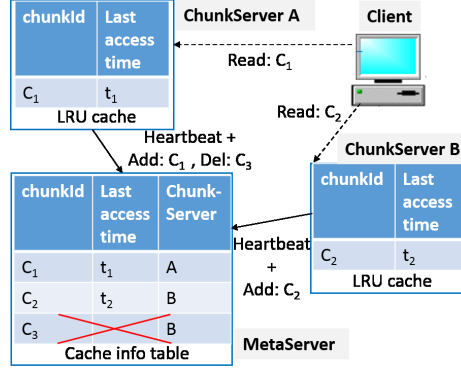 ChunkServer A
Client
chunkId
Last access time
C1
t1
LRU cache
Read: C1
Read: C2
Heartbeat +
Add: C1 , Del: C3
ChunkServer B
chunkId
Last access time
C2
t2
LRU cache
Heartbeat
+
Add: C2
chunkId
Last access time
Chunk-Server
C1
t1
A
C2
t2
B
C3
B
Cache info table
MetaServer